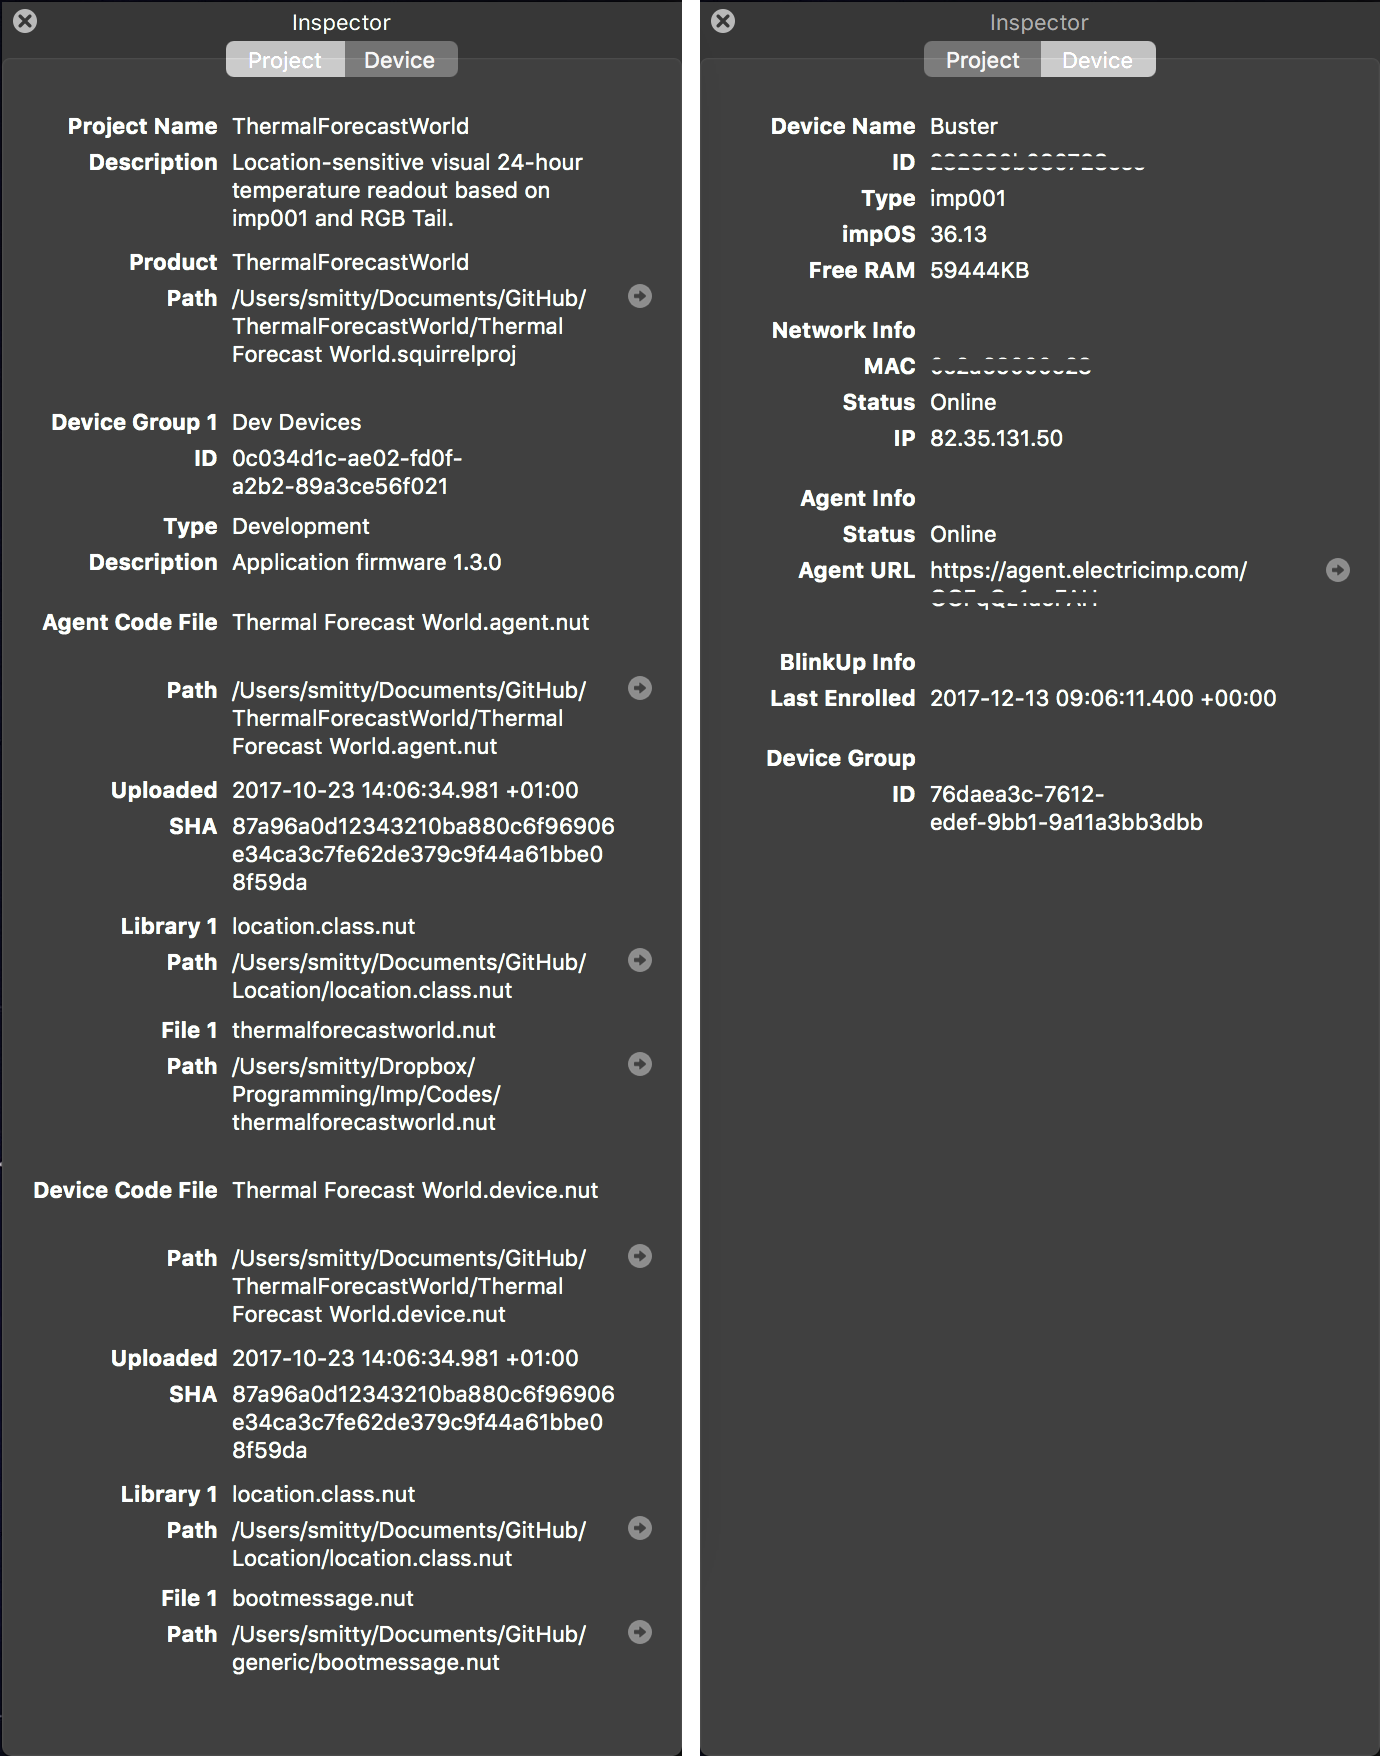 Inspector
Project Device
Project Name ThermalForecastWorld
Description Location-sensitive visual 24-hour
temperature readout based on
imp001 and RGB Tail.
Product ThermalForecastWorld
Path /Users/smitty/Documents/GitHub/
ThermalForecastWorld/Thermal
Forecast World.squirrelproj
Device Group 1 Dev Devices
ID 0c034d1c-ae02-fd0f-
a2b2-89a3ce56f021
Type Development
Description Application firmware 1.3.0
Agent Code File Thermal Forecast World.agent.nut
Path /Users/smitty/Documents/GitHub/
ThermalForecastWorld/Thermal
Forecast World.agent.nut
Uploaded 2017-10-23 14:06:34.981 +01:00
SHA 87a96a0d12343210ba880c6f96906
e34ca3c7fe62de379c9f44a61bbe0
8f59da
Library 1 location.class.nut
Path /Users/smitty/Documents/GitHub/
Location/location.class.nut
File 1 thermalforecastworld.nut
Path /Users/smitty/Dropbox/
Programming/Imp/Codes/
thermalforecastworld.nut
Device Code File Thermal Forecast World.device.nut
Path /Users/smitty/Documents/GitHub/
ThermalForecastWorld/Thermal
Forecast World.device.nut
Uploaded 2017-10-23 14:06:34.981 +01:00
SHA 87a96a0d12343210ba880c6f96906
e34ca3c7fe62de379c9f44a61bbe0
8f59da
Library 1 location.class.nut
Path /Users/smitty/Documents/GitHub/
Location/location.class.nut
File 1 bootmessage.nut
Path /Users/smitty/Documents/GitHub/
generic/bootmessage.nut
Inspector
Project Device
Device Name Buster
ID
Type imp001
impOS 36.13
Free RAM 59444KB
Network Info
MAC
Status Online
IP 82.35.131.50
Agent Info
Status Online
Agent URL https://agent.electricimp.com/
BlinkUp Info
Last Enrolled 2017-12-13 09:06:11.400 +00:00
Device Group
ID 76daea3c-7612-
edef-9bb1-9a11a3bb3dbb